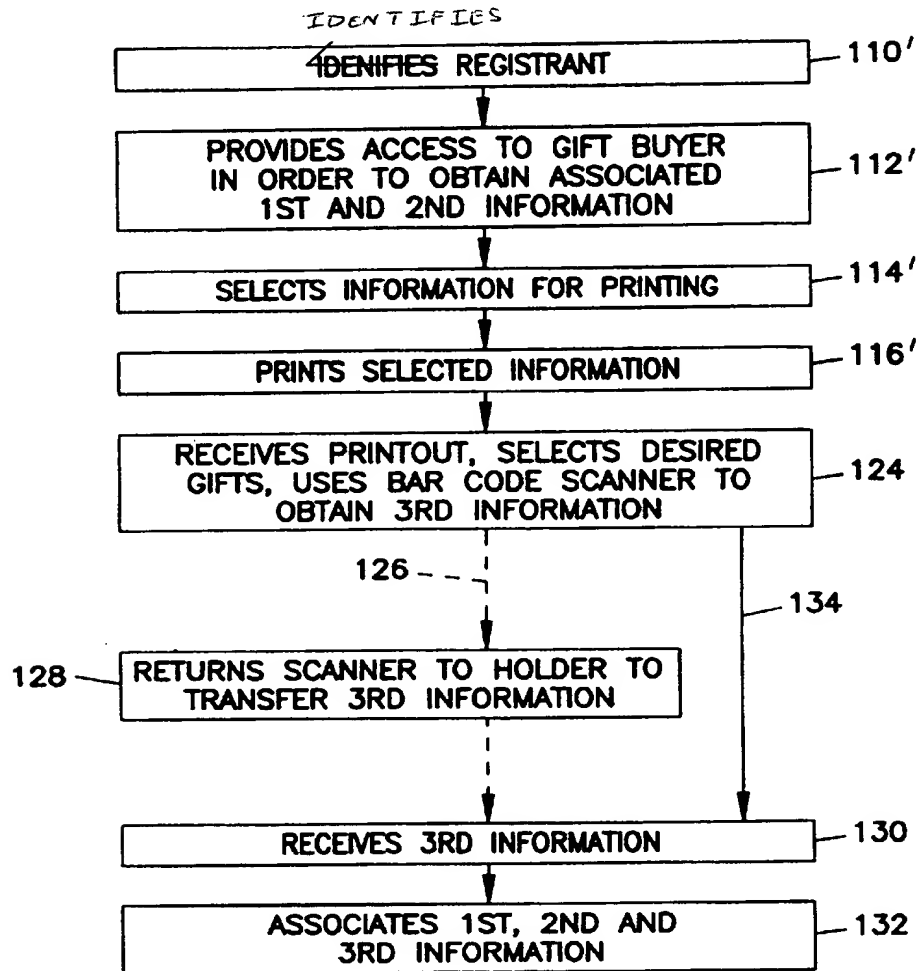 IDENTIFIES
IDENIFIES REGISTRANT
110'
PROVIDES ACCESS TO GIFT BUYER
IN ORDER TO OBTAIN ASSOCIATED
1ST AND 2ND INFORMATION
112'
SELECTS INFORMATION FOR PRINTING
114'
PRINTS SELECTED INFORMATION
116'
RECEIVES PRINTOUT, SELECTS DESIRED
GIFTS, USES BAR CODE SCANNER TO
OBTAIN 3RD INFORMATION
124
126
134
128
RETURNS SCANNER TO HOLDER TO
TRANSFER 3RD INFORMATION
RECEIVES 3RD INFORMATION
130
ASSOCIATES 1ST, 2ND AND
3RD INFORMATION
132